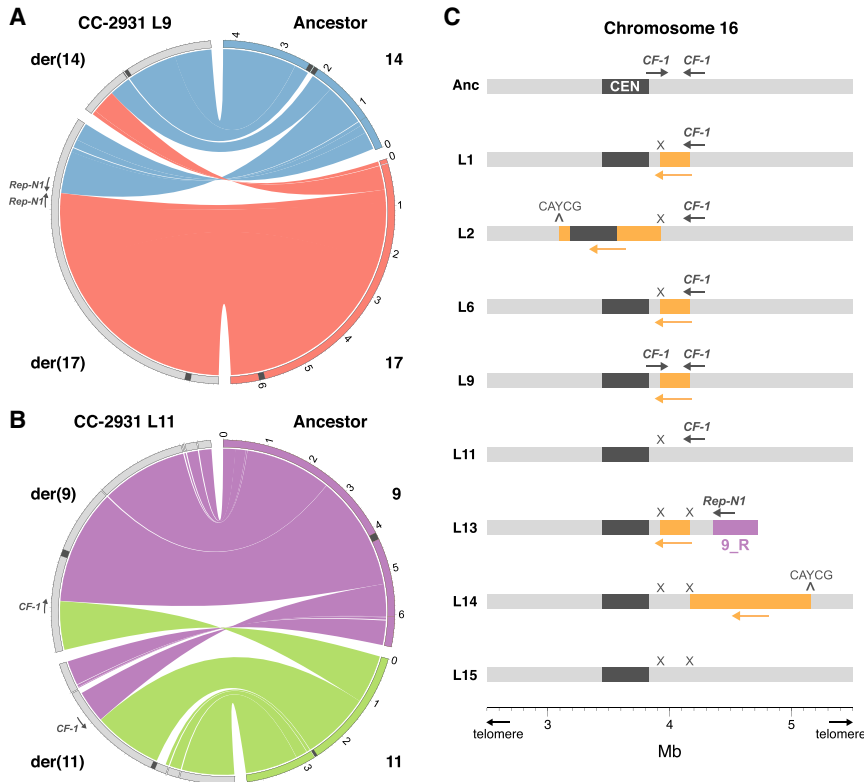 A
CC-2931 L9
Ancestor
der(14)
14
4
3
2
1
0
0
1
2
3
4
5
6
Rep-N1
Rep-N1
der(17)
17
B
CC-2931 L11
Ancestor
der(9)
9
0
1
2
3
4
5
6
CF-1
0
1
2
3
CF-1
der(11)
11
C
Chromosome 16
CF-1 CF-1
Anc
CEN
CF-1
L1
X
CAYCG
^
CF-1
L2
X
CF-1
L6
X
CF-1 CF-1
L9
CF-1
L11
X
Rep-N1
L13
X X
9_R
CAYCG
^
L14
X X
L15
X X
3 4 5
telomere
Mb
telomere